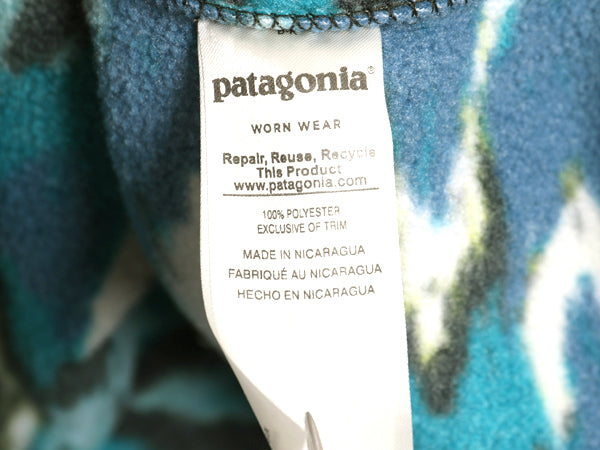 patagonia®
WORN WEAR
Repair, Reuse, Recycle
This Product
www.patagonia.com
100% POLYESTER
EXCLUSIVE OF TRIM
MADE IN NICARAGUA
FABRIQUÉ AU NICARAGUA
HECHO EN NICARAGUA